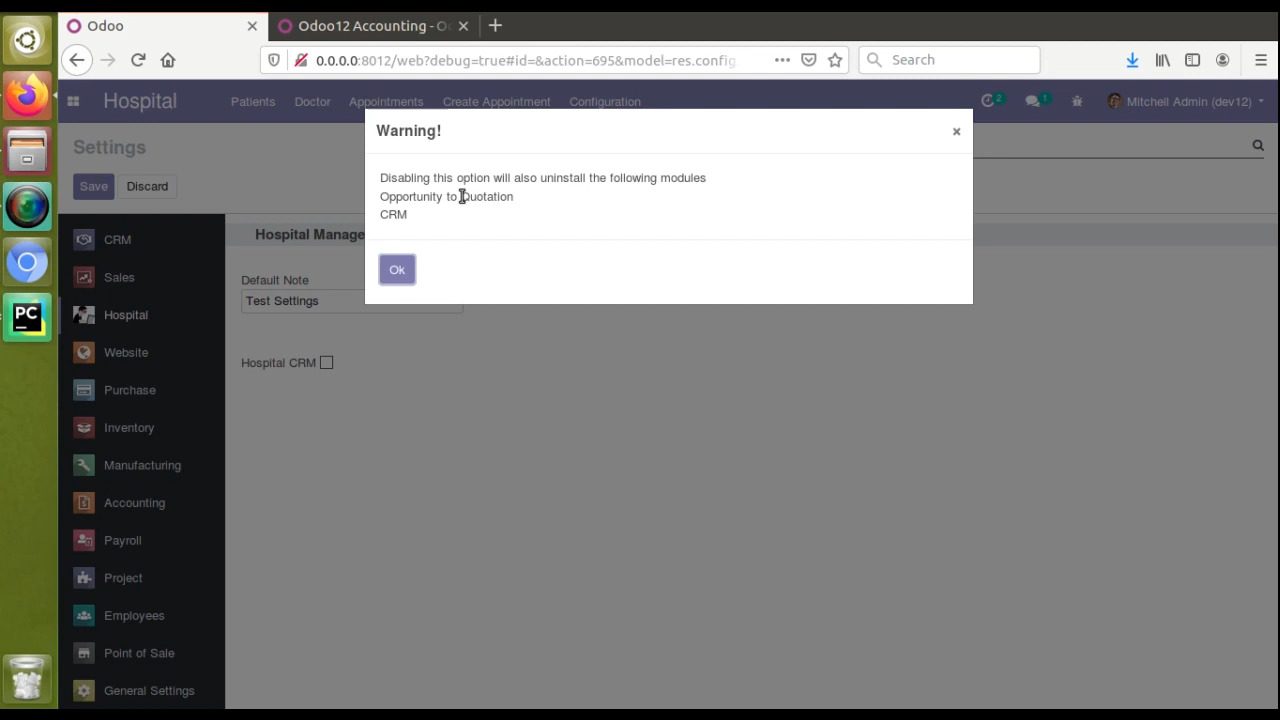 Odoo
Odoo12 Accounting - O
0.0.0.0:8012/web?debug=true#id=&action=695&model=res.config
Search
Hospital
Patients
Doctor
Appointments
Create Appointment
Configuration
2
1
Mitchell Admin (dev12)
Warning!
×
Settings
Save
Discard
Disabling this option will also uninstall the following modules
Opportunity to Quotation
CRM
Ok
Hospital Manage
Default Note
Test Settings
Hospital CRM
CRM
Sales
Hospital
Website
Purchase
Inventory
Manufacturing
Accounting
Payroll
Project
Employees
Point of Sale
General Settings
PC